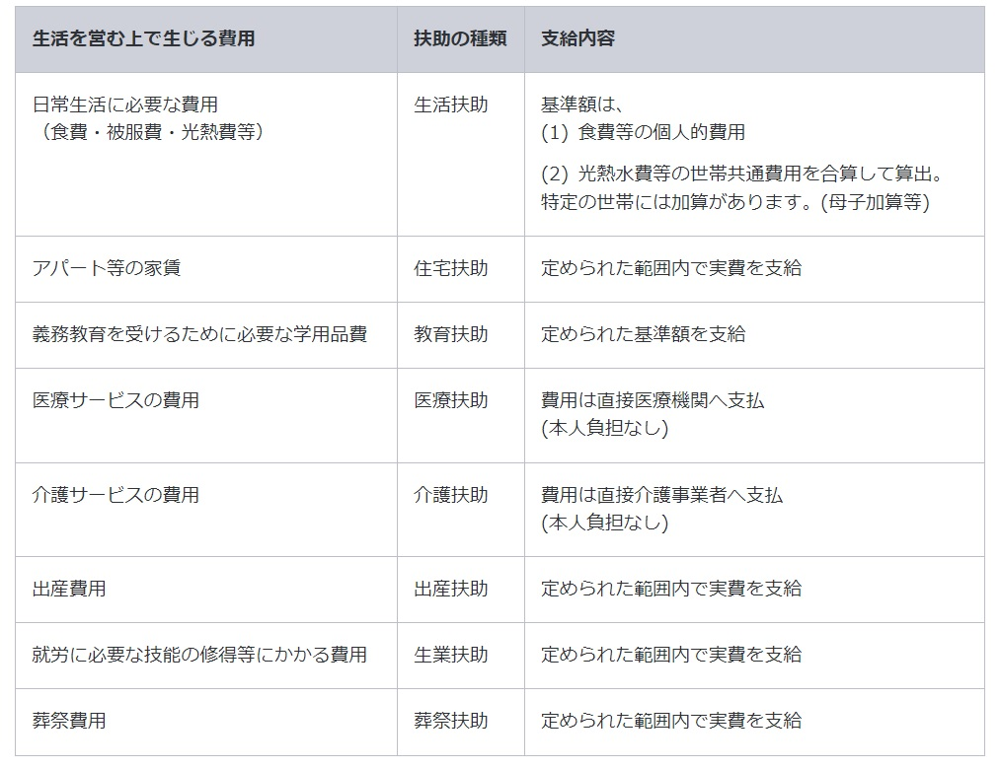 生活を営む上で生じる費用 扶助の種類 支給内容
日常生活に必要な費用 生活扶助 基準額は、
（食費・被服費・光熱費等） (1) 食費等の個人的費用
(2) 光熱水費等の世帯共通費用を合算して算出。
特定の世帯には加算があります。(母子加算等)
アパート等の家賃 住宅扶助 定められた範囲内で実費を支給
義務教育を受けるために必要な学用品費 教育扶助 定められた基準額を支給
医療サービスの費用 医療扶助 費用は直接医療機関へ支払
(本人負担なし)
介護サービスの費用 介護扶助 費用は直接介護事業者へ支払
(本人負担なし)
出産費用 出産扶助 定められた範囲内で実費を支給
就労に必要な技能の修得等にかかる費用 生業扶助 定められた範囲内で実費を支給
葬祭費用 葬祭扶助 定められた範囲内で実費を支給